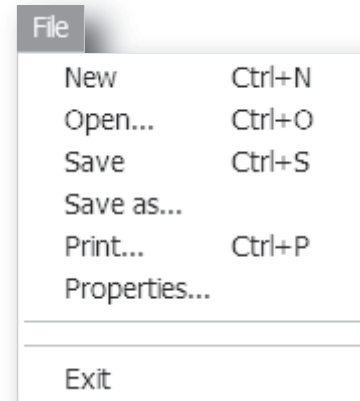 File
New Ctrl+N
Open... Ctrl+O
Save Ctrl+S
Save as...
Print... Ctrl+P
Properties...
Exit